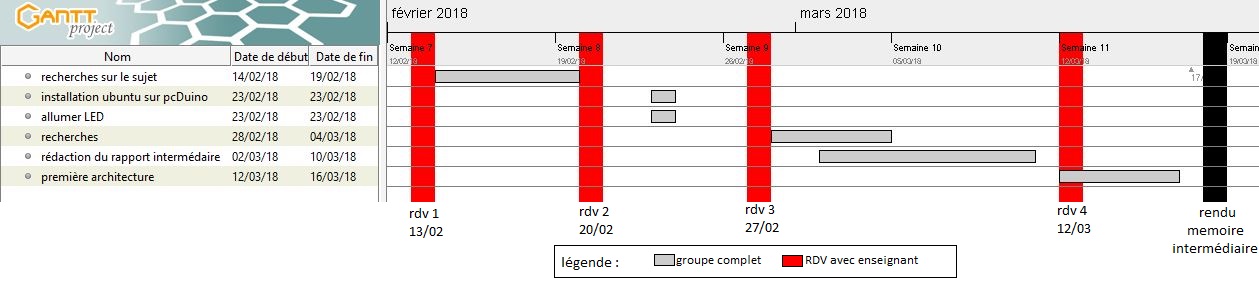 GANTT
project
février 2018
mars 2018
Nom Date de début Date de fin
Semaine 7 Semaine 8 Semaine 9 Semaine 10 Semaine 11 Semaine
12/02/18 19/02/18 26/02/18 05/03/18 12/03/18 19/03/18
17/
recherches sur le sujet 14/02/18 19/02/18
installation ubuntu sur pcDuino 23/02/18 23/02/18
allumer LED 23/02/18 23/02/18
recherches 28/02/18 04/03/18
rédaction du rapport intermédaire 02/03/18 10/03/18
première architecture 12/03/18 16/03/18
rdv 1
13/02
rdv 2
20/02
rdv 3
27/02
rdv 4
12/03
rendu
memoire
intermédiaire
légende : groupe complet RDV avec enseignant